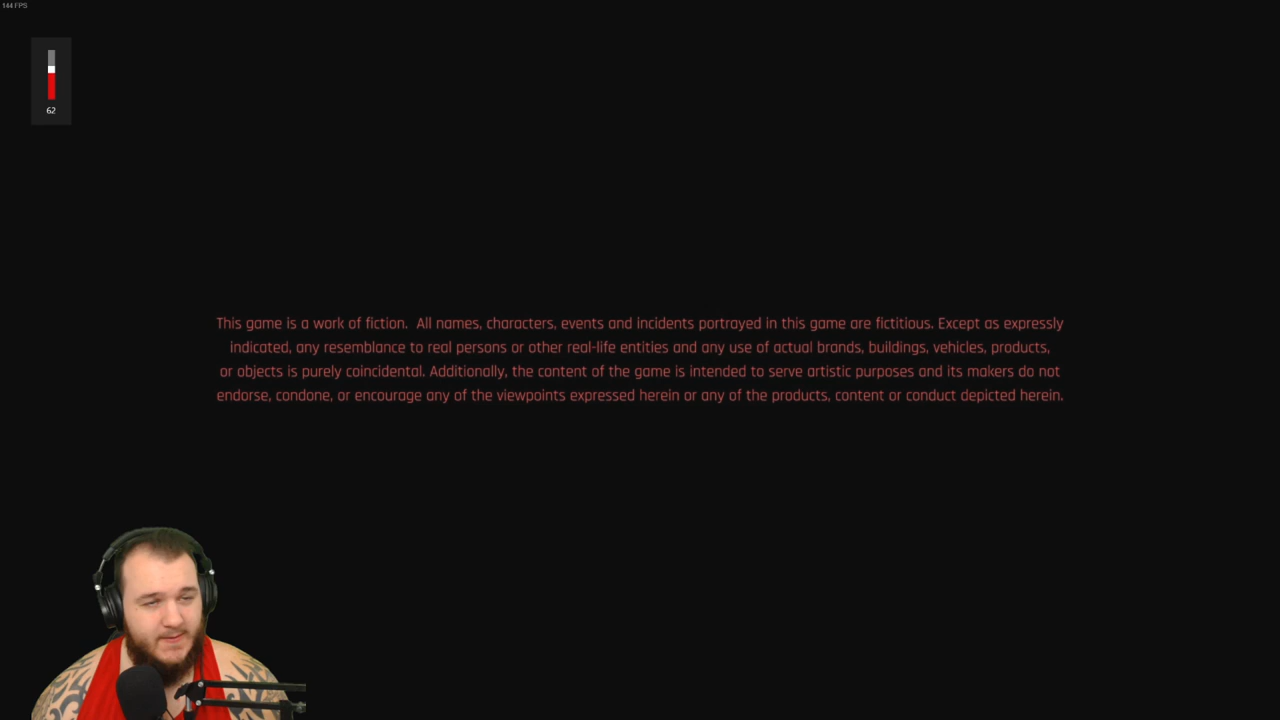 144 FPS
62
This game is a work of fiction.  All names, characters, events and incidents portrayed in this game are fictitious. Except as expressly
indicated, any resemblance to real persons or other real-life entities and any use of actual brands, buildings, vehicles, products,
or objects is purely coincidental. Additionally, the content of the game is intended to serve artistic purposes and its makers do not
endorse, condone, or encourage any of the viewpoints expressed herein or any of the products, content or conduct depicted herein.